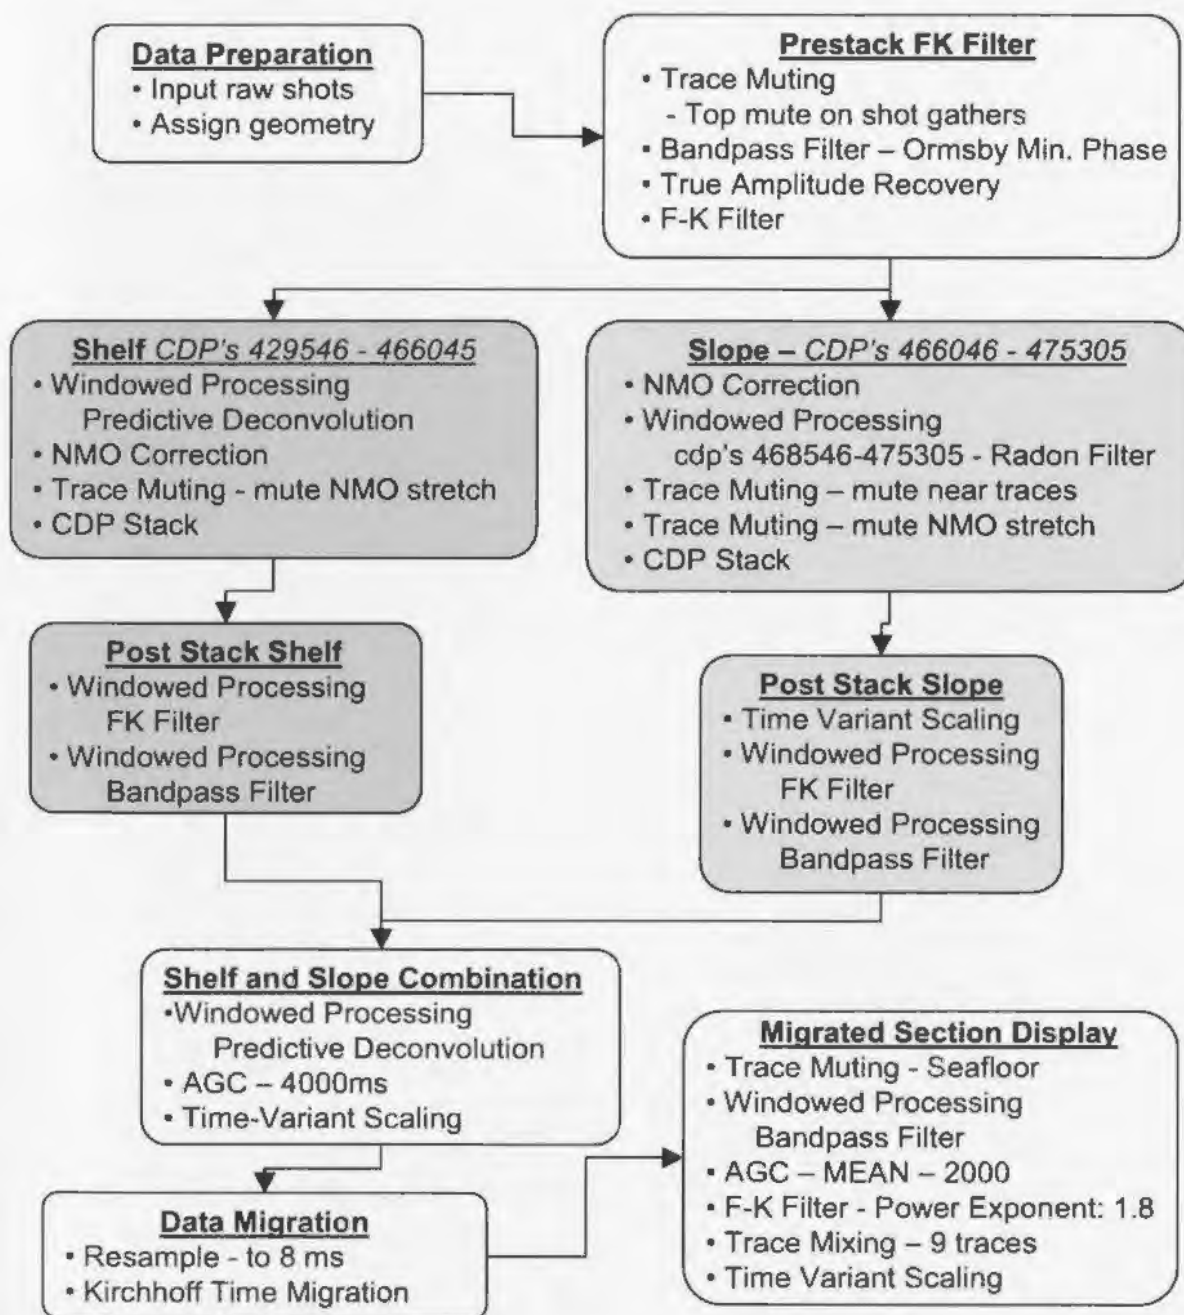 Data Preparation
• Input raw shots
• Assign geometry
Prestack FK Filter
• Trace Muting
- Top mute on shot gathers
• Bandpass Filter – Ormsby Min. Phase
• True Amplitude Recovery
• F-K Filter
Shelf CDP's 429546 - 466045
• Windowed Processing
Predictive Deconvolution
• NMO Correction
• Trace Muting - mute NMO stretch
• CDP Stack
Slope – CDP's 466046 - 475305
• NMO Correction
• Windowed Processing
cdp's 468546-475305 - Radon Filter
• Trace Muting – mute near traces
• Trace Muting – mute NMO stretch
• CDP Stack
Post Stack Shelf
• Windowed Processing
FK Filter
• Windowed Processing
Bandpass Filter
Post Stack Slope
• Time Variant Scaling
• Windowed Processing
FK Filter
• Windowed Processing
Bandpass Filter
Shelf and Slope Combination
•Windowed Processing
Predictive Deconvolution
• AGC – 4000ms
• Time-Variant Scaling
Data Migration
• Resample - to 8 ms
• Kirchhoff Time Migration
Migrated Section Display
• Trace Muting - Seafloor
• Windowed Processing
Bandpass Filter
• AGC – MEAN – 2000
• F-K Filter - Power Exponent: 1.8
• Trace Mixing – 9 traces
• Time Variant Scaling